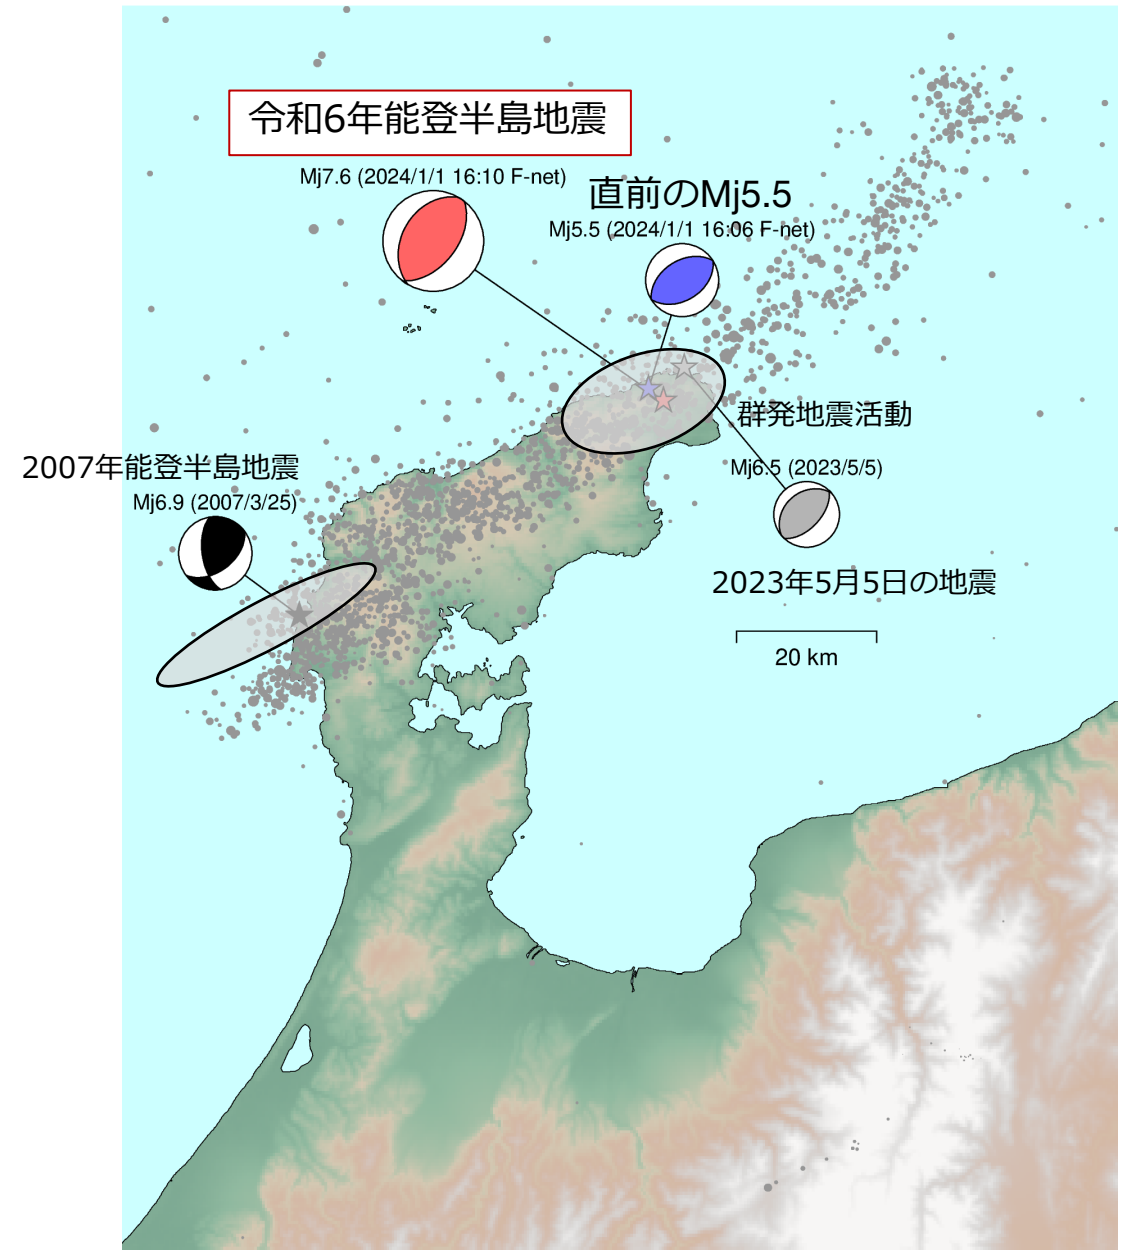 令和6年能登半島地震
Mj7.6 (2024/1/1 16:10 F-net)
直前のMj5.5
Mj5.5 (2024/1/1 16:06 F-net)
群発地震活動
2007年能登半島地震
Mj6.9 (2007/3/25)
Mj6.5 (2023/5/5)
2023年5月5日の地震
20 km